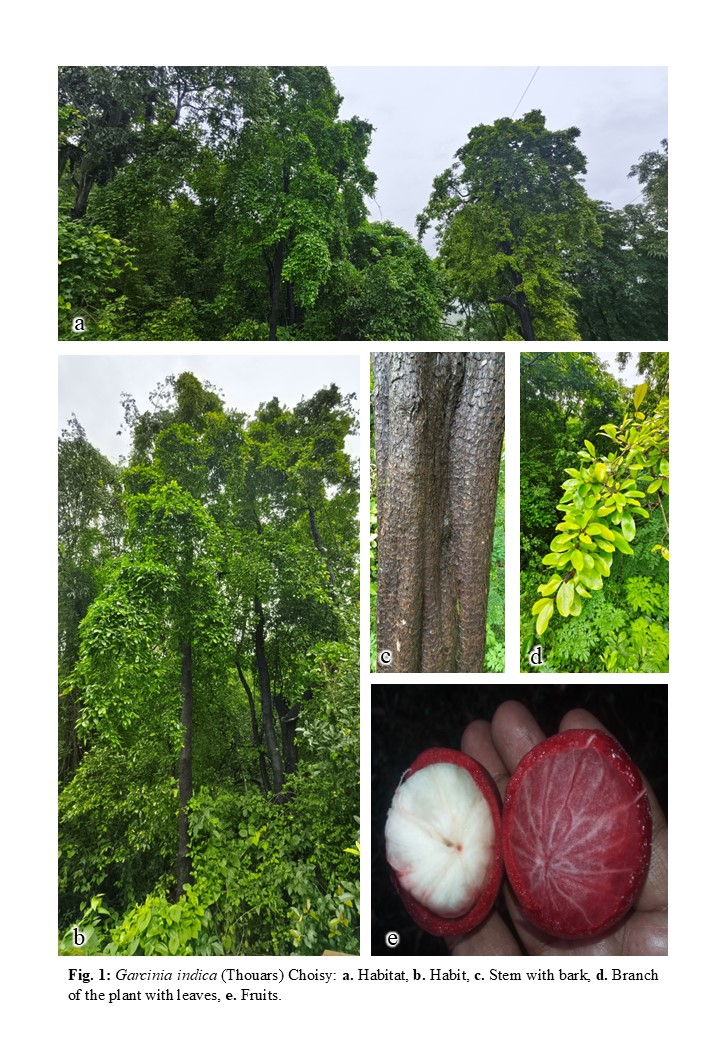 a
b
c
d
e
Fig. 1: Garcinia indica (Thouars) Choisy: a. Habitat, b. Habit, c. Stem with bark, d. Branch
of the plant with leaves, e. Fruits.